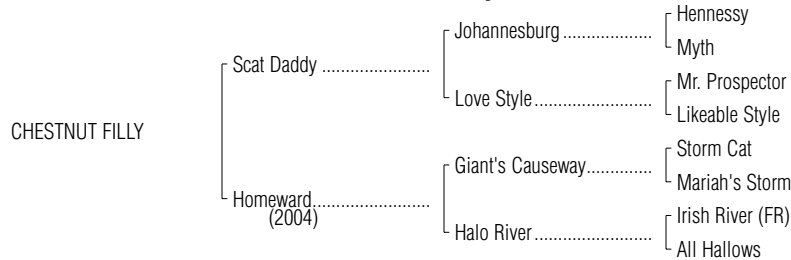 Hennessy
Johannesburg ....................
Myth
Scat Daddy ........................
Mr. Prospector
Love Style..........................
Likeable Style
CHESTNUT FILLY
Storm Cat
Giant's Causeway..............
Mariah's Storm
Homeward..........................
(2004)
Irish River (FR)
Halo River..........................
All Hallows